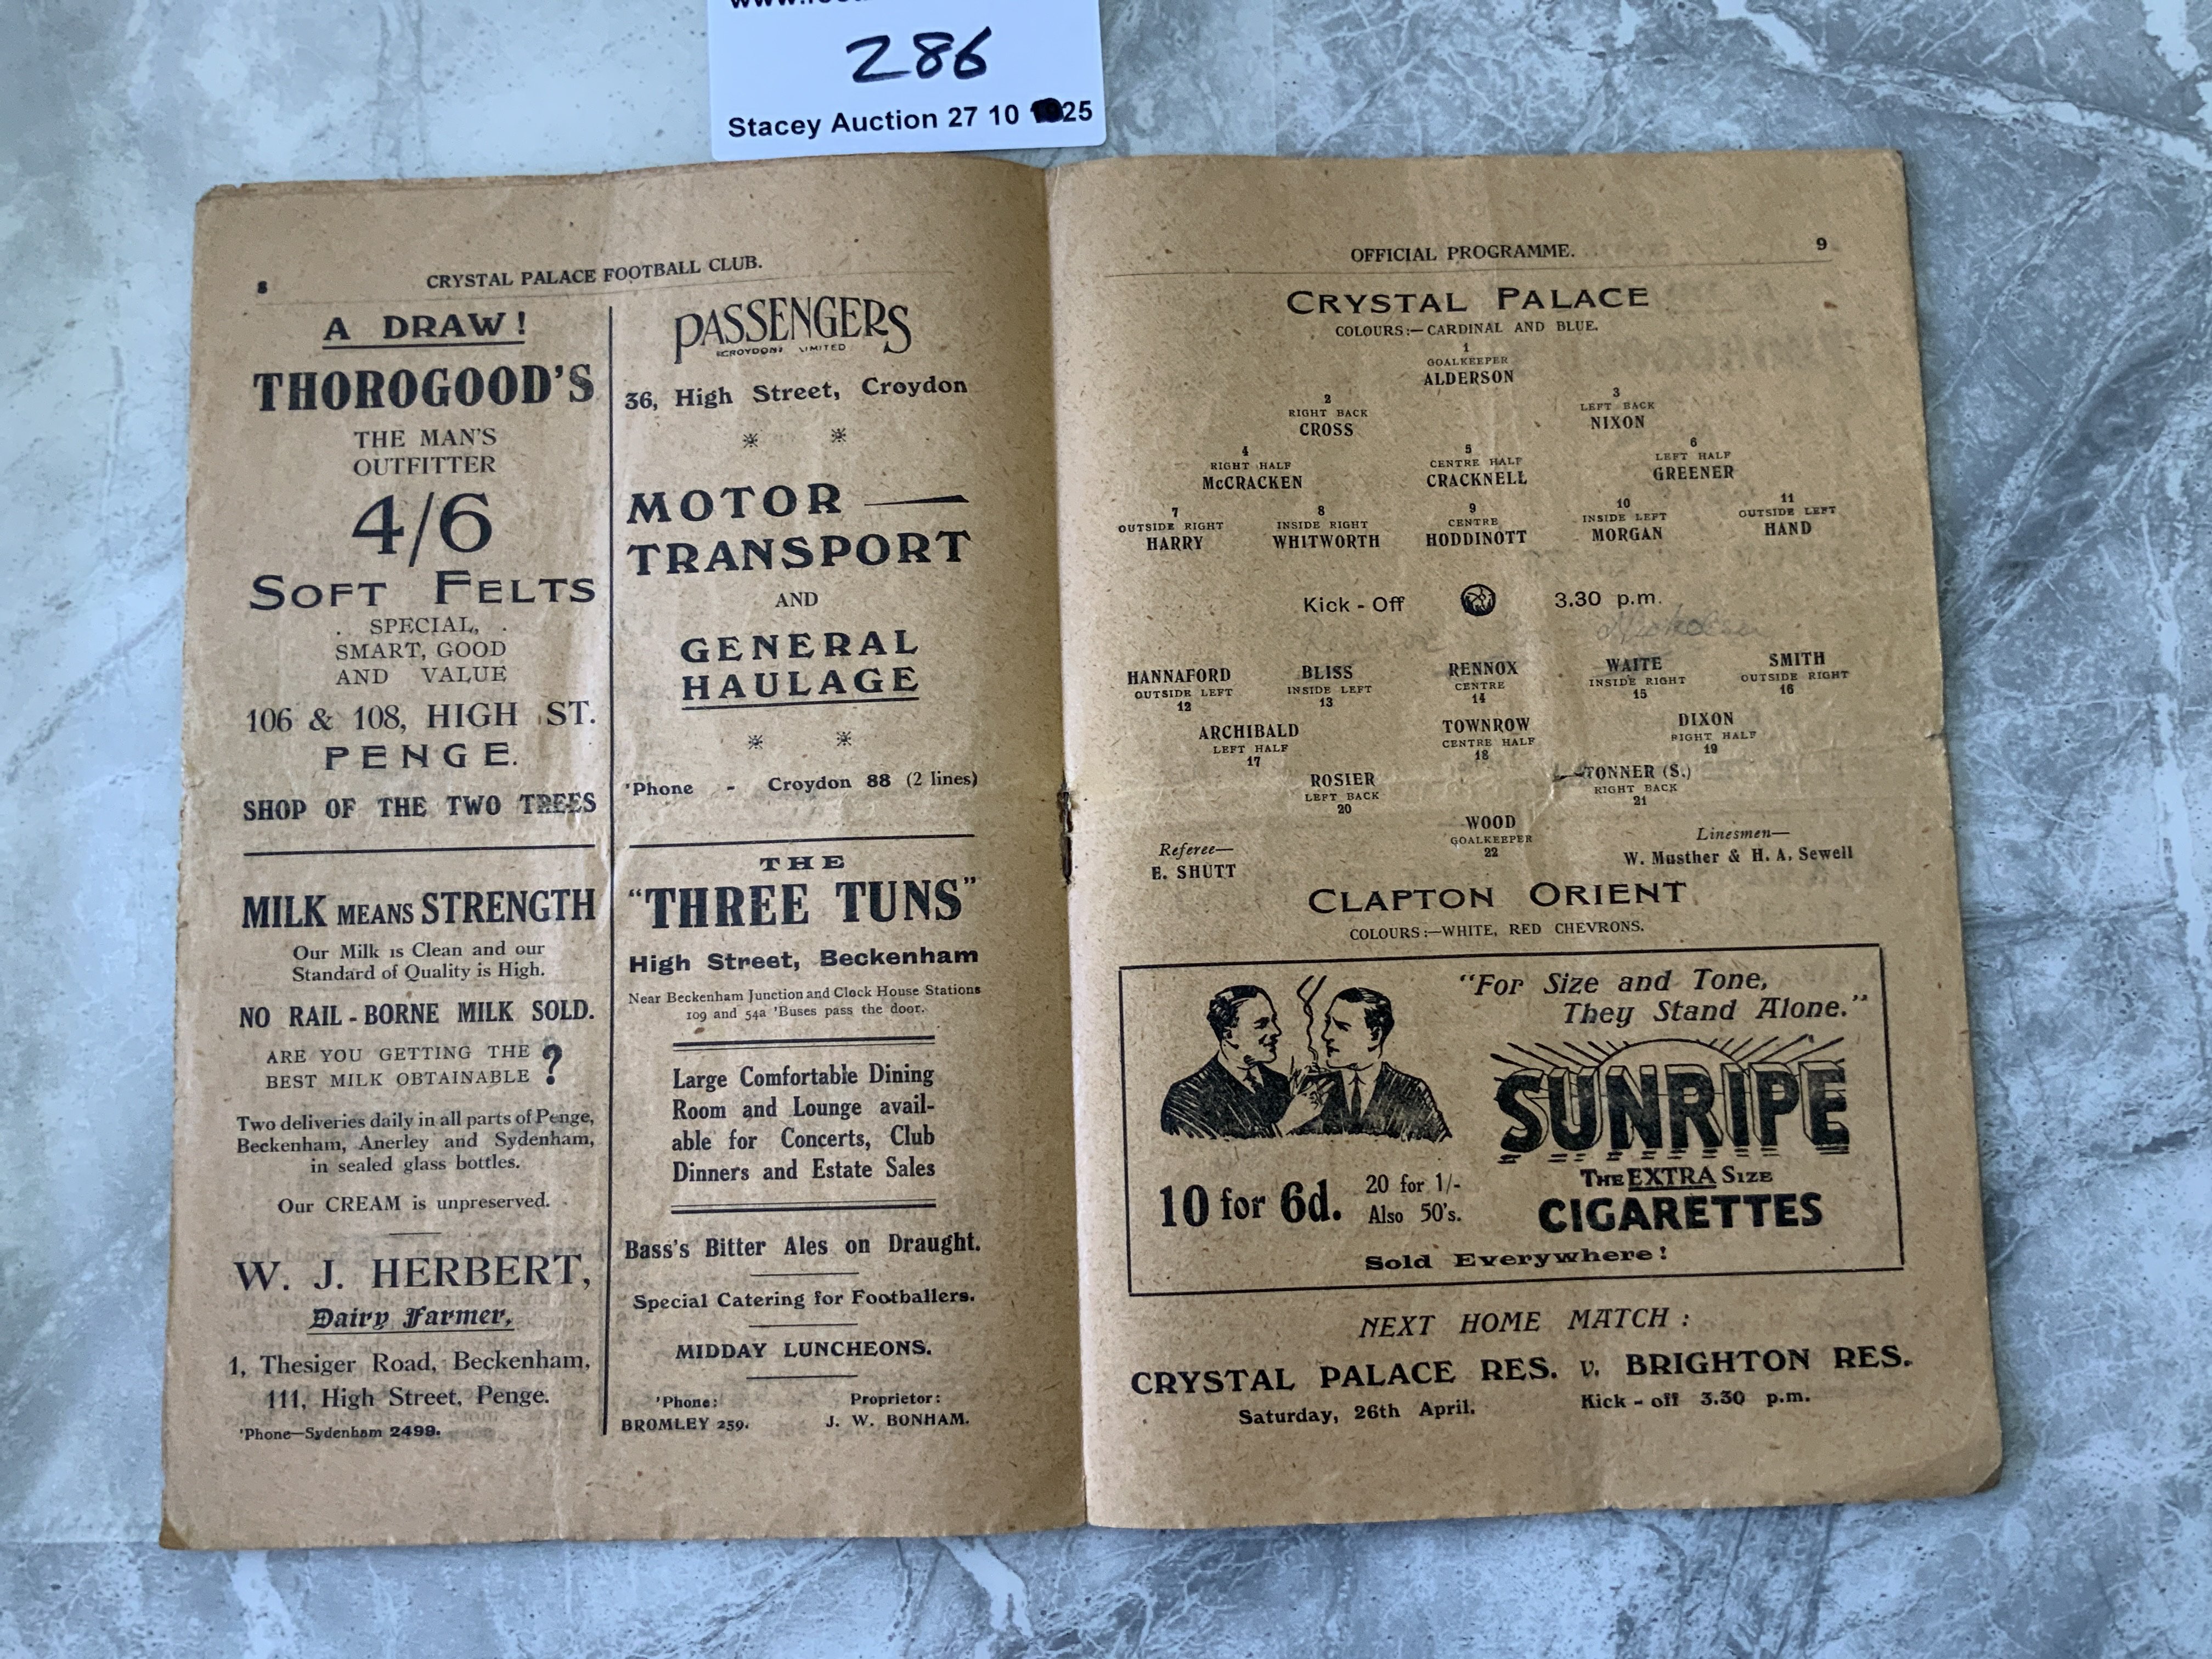 286
Stacey Auction 27 10 25
8
CRYSTAL PALACE FOOTBALL CLUB.
A DRAW!
THOROGOOD'S
THE MAN'S
OUTFITTER
4/6
SOFT FELTS
SPECIAL,
SMART, GOOD
AND VALUE
106 & 108, HIGH ST.
PENGE.
SHOP OF THE TWO TREES
MILK MEANS STRENGTH
Our Milk is Clean and our
Standard of Quality is High.
NO RAIL-BORNE MILK SOLD.
ARE YOU GETTING THE
BEST MILK OBTAINABLE ?
Two deliveries daily in all parts of Penge,
Beckenham, Anerley and Sydenham,
in sealed glass bottles.
Our CREAM is unpreserved.
W. J. HERBERT,
Dairy Farmer,
1, Thesiger Road, Beckenham,
111, High Street, Penge.
'Phone—Sydenham 2499.
PASSENGERS
(CROYDON) LIMITED
36, High Street, Croydon
MOTOR
TRANSPORT
AND
GENERAL
HAULAGE
'Phone - Croydon 88 (2 lines)
THE
"THREE TUNS"
High Street, Beckenham
Near Beckenham Junction and Clock House Stations
109 and 54a 'Buses pass the door.
Large Comfortable Dining
Room and Lounge avail-
able for Concerts, Club
Dinners and Estate Sales
Bass's Bitter Ales on Draught.
Special Catering for Footballers.
MIDDAY LUNCHEONS.
'Phone: Proprietor:
BROMLEY 259. J. W. BONHAM.
OFFICIAL PROGRAMME. 9
CRYSTAL PALACE
COLOURS:—CARDINAL AND BLUE.
1
GOALKEEPER
ALDERSON
2 3
RIGHT BACK LEFT BACK
CROSS NIXON
4 5 6
RIGHT HALF CENTRE HALF LEFT HALF
McCRACKEN CRACKNELL GREENER
7 8 9 10 11
OUTSIDE RIGHT INSIDE RIGHT CENTRE INSIDE LEFT OUTSIDE LEFT
HARRY WHITWORTH HODDINOTT MORGAN HAND
Kick - Off 3.30 p.m.
HANNAFORD BLISS RENNOX WAITE SMITH
OUTSIDE LEFT INSIDE LEFT CENTRE INSIDE RIGHT OUTSIDE RIGHT
12 13 14 15 16
ARCHIBALD TOWNROW DIXON
LEFT HALF CENTRE HALF RIGHT HALF
17 18 19
ROSIER TONNER (S.)
LEFT BACK RIGHT BACK
20 21
WOOD
GOALKEEPER
22
Referee— Linesmen—
E. SHUTT W. Musther & H. A. Sewell
CLAPTON ORIENT
COLOURS:—WHITE, RED CHEVRONS.
"For Size and Tone,
They Stand Alone."
SUNRIPE
THE EXTRA SIZE
CIGARETTES
10 for 6d. 20 for 1/-
Also 50's.
Sold Everywhere!
NEXT HOME MATCH:
CRYSTAL PALACE RES. v. BRIGHTON RES.
Saturday, 26th April. Kick-off 3.30 p.m.